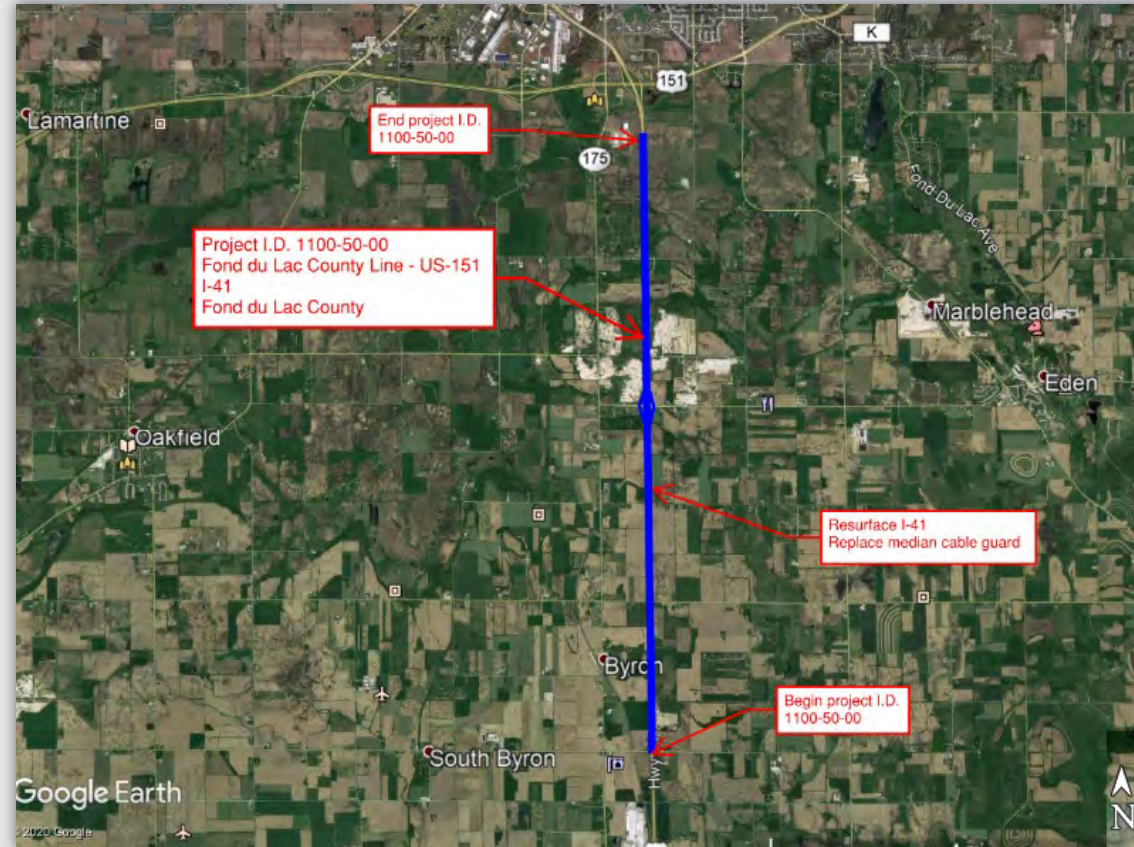 K
151
Lamartine
End project I.D.
1100-50-00
175
Fond Du Lac Ave
Project I.D. 1100-50-00
Fond du Lac County Line - US-151
I-41
Fond du Lac County
Marblehead
Eden
Oakfield
Resurface I-41
Replace median cable guard
Byron
Begin project I.D.
1100-50-00
South Byron
Hwy
Google Earth
2020 Google
N